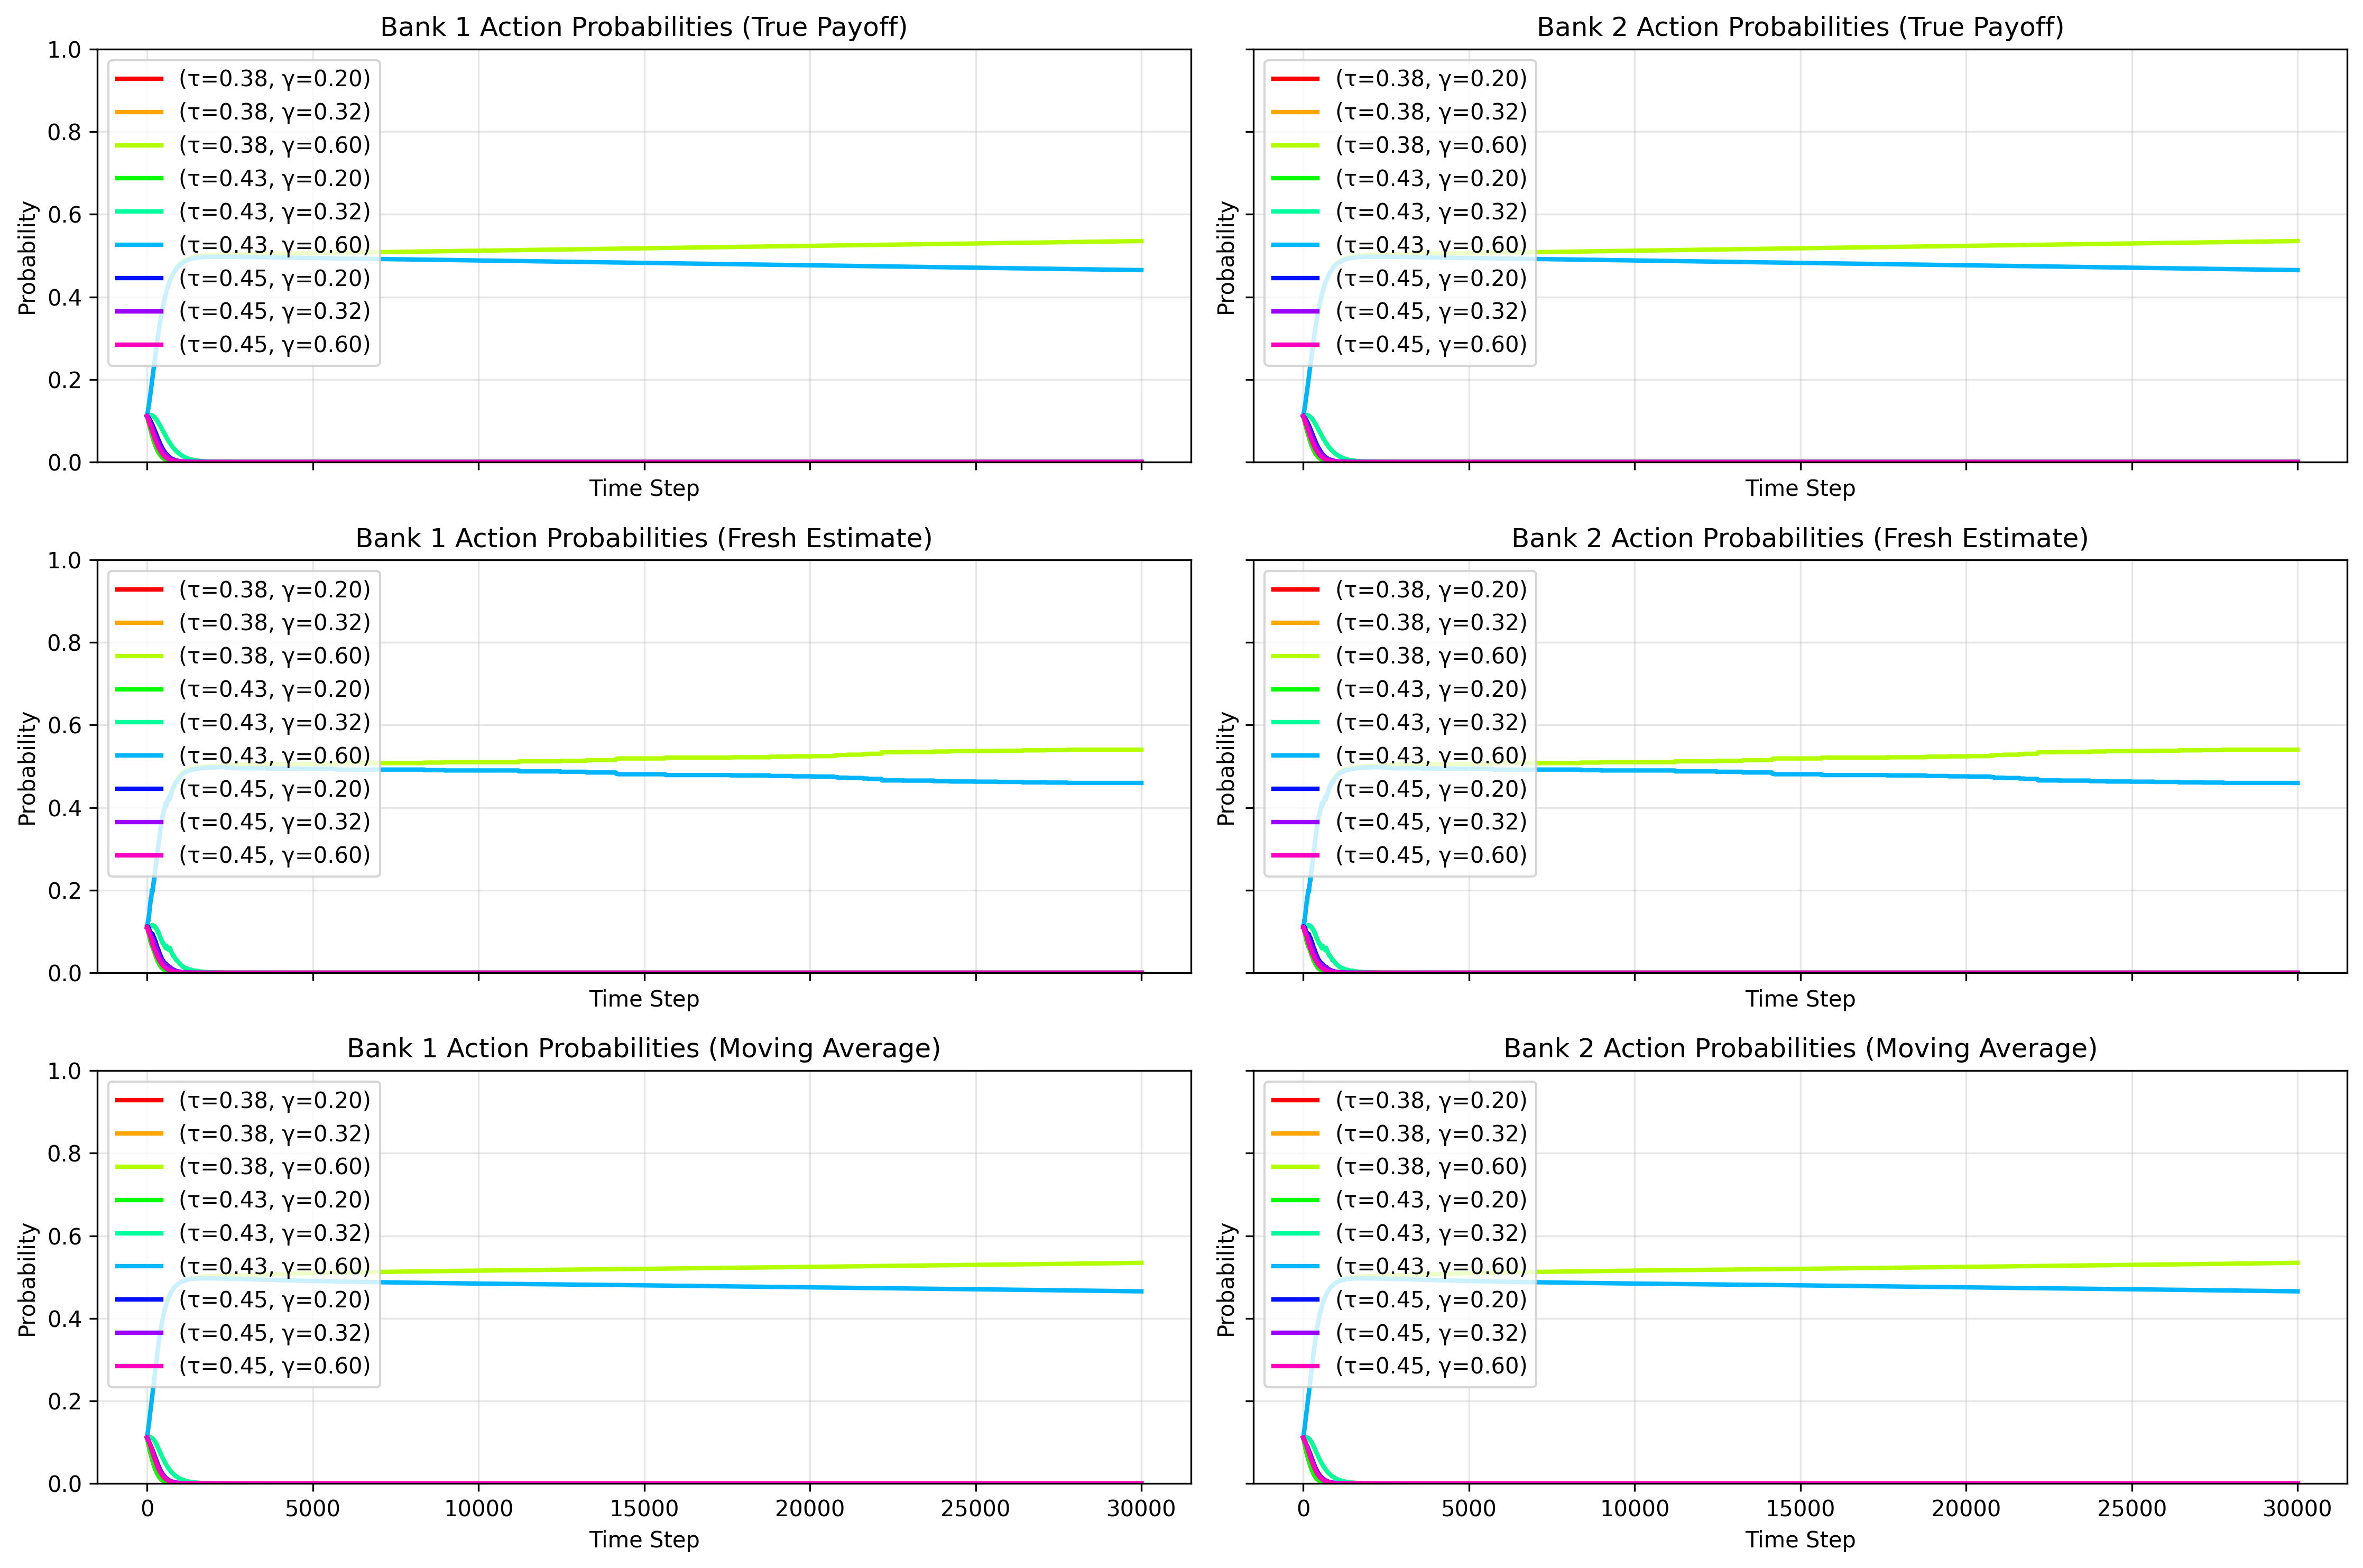 Bank 1 Action Probabilities (True Payoff)
Probability
1.0
0.8
0.6
0.4
0.2
0.0
(τ=0.38, γ=0.20)
(τ=0.38, γ=0.32)
(τ=0.38, γ=0.60)
(τ=0.43, γ=0.20)
(τ=0.43, γ=0.32)
(τ=0.43, γ=0.60)
(τ=0.45, γ=0.20)
(τ=0.45, γ=0.32)
(τ=0.45, γ=0.60)
Time Step
Bank 2 Action Probabilities (True Payoff)
Probability
(τ=0.38, γ=0.20)
(τ=0.38, γ=0.32)
(τ=0.38, γ=0.60)
(τ=0.43, γ=0.20)
(τ=0.43, γ=0.32)
(τ=0.43, γ=0.60)
(τ=0.45, γ=0.20)
(τ=0.45, γ=0.32)
(τ=0.45, γ=0.60)
Time Step
Bank 1 Action Probabilities (Fresh Estimate)
Probability
1.0
0.8
0.6
0.4
0.2
0.0
(τ=0.38, γ=0.20)
(τ=0.38, γ=0.32)
(τ=0.38, γ=0.60)
(τ=0.43, γ=0.20)
(τ=0.43, γ=0.32)
(τ=0.43, γ=0.60)
(τ=0.45, γ=0.20)
(τ=0.45, γ=0.32)
(τ=0.45, γ=0.60)
Time Step
Bank 2 Action Probabilities (Fresh Estimate)
Probability
(τ=0.38, γ=0.20)
(τ=0.38, γ=0.32)
(τ=0.38, γ=0.60)
(τ=0.43, γ=0.20)
(τ=0.43, γ=0.32)
(τ=0.43, γ=0.60)
(τ=0.45, γ=0.20)
(τ=0.45, γ=0.32)
(τ=0.45, γ=0.60)
Time Step
Bank 1 Action Probabilities (Moving Average)
Probability
1.0
0.8
0.6
0.4
0.2
0.0
(τ=0.38, γ=0.20)
(τ=0.38, γ=0.32)
(τ=0.38, γ=0.60)
(τ=0.43, γ=0.20)
(τ=0.43, γ=0.32)
(τ=0.43, γ=0.60)
(τ=0.45, γ=0.20)
(τ=0.45, γ=0.32)
(τ=0.45, γ=0.60)
0 5000 10000 15000 20000 25000 30000
Time Step
Bank 2 Action Probabilities (Moving Average)
Probability
(τ=0.38, γ=0.20)
(τ=0.38, γ=0.32)
(τ=0.38, γ=0.60)
(τ=0.43, γ=0.20)
(τ=0.43, γ=0.32)
(τ=0.43, γ=0.60)
(τ=0.45, γ=0.20)
(τ=0.45, γ=0.32)
(τ=0.45, γ=0.60)
0 5000 10000 15000 20000 25000 30000
Time Step